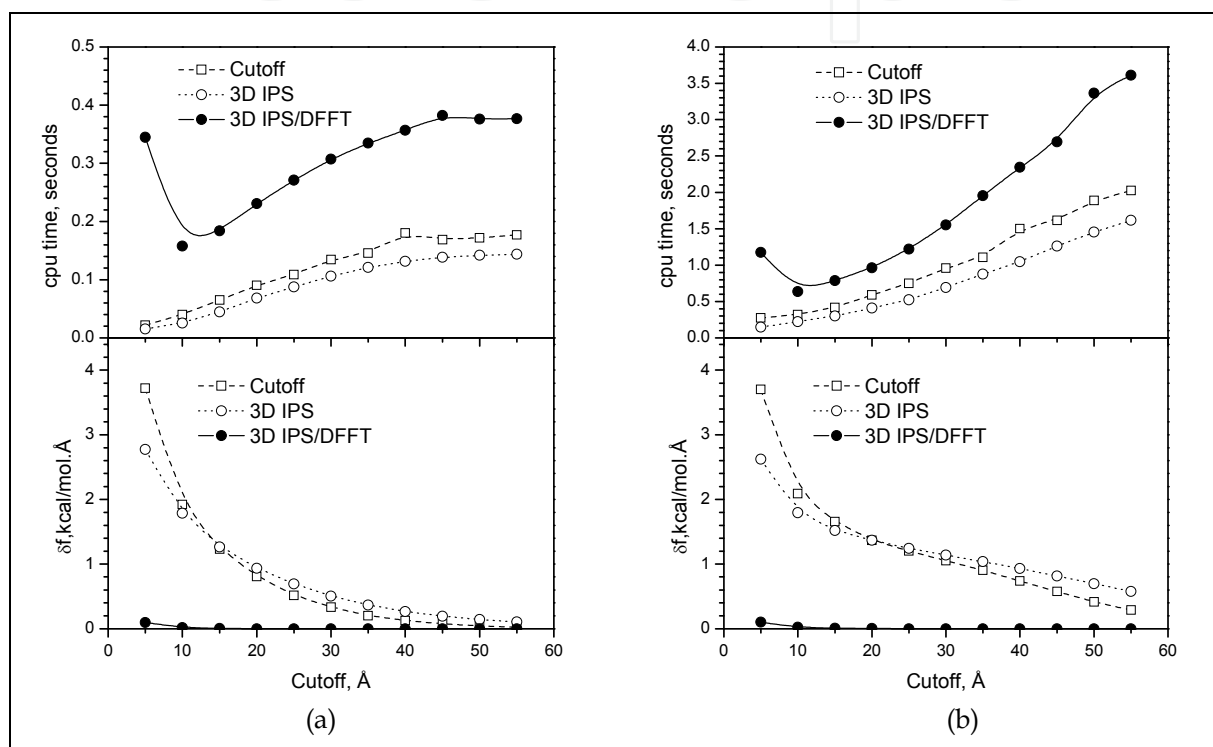 0.5
0.4
0.3
0.2
0.1
0.0
cpu time, seconds
Cutoff
3D IPS
3D IPS/DFFT
4
3
2
1
0
δf,kcal/mol.Å
Cutoff
3D IPS
3D IPS/DFFT
0 10 20 30 40 50 60
Cutoff, Å
(a)
4.0
3.5
3.0
2.5
2.0
1.5
1.0
0.5
0.0
cpu time, seconds
Cutoff
3D IPS
3D IPS/DFFT
4
3
2
1
0
δf,kcal/mol.Å
Cutoff
3D IPS
3D IPS/DFFT
0 10 20 30 40 50 60
Cutoff, Å
(b)